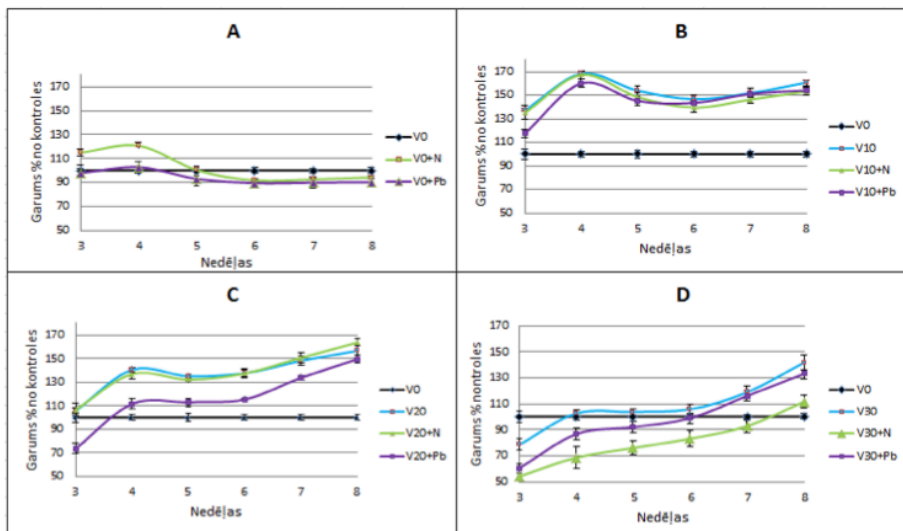 A
Garums % no kontroles
170
150
130
110
90
70
50
3 4 5 6 7 8
Nedēļas
V0
V0+N
V0+Pb
B
Garums % no kontroles
170
150
130
110
90
70
50
3 4 5 6 7 8
Nedēļas
V0
V10
V10+N
V10+Pb
C
Garums % no kontroles
170
150
130
110
90
70
50
3 4 5 6 7 8
Nedēļas
V0
V20
V20+N
V20+Pb
D
Garums % nontroles
170
150
130
110
90
70
50
3 4 5 6 7 8
Nedēļas
V0
V30
V30+N
V30+Pb